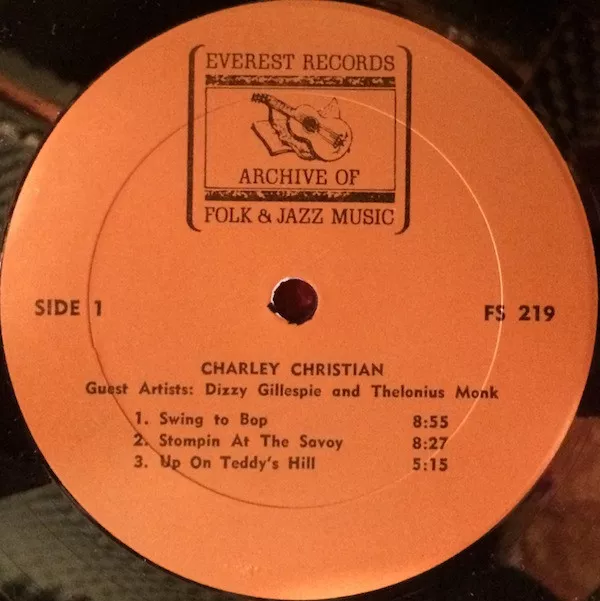 EVEREST RECORDS
ARCHIVE OF
FOLK & JAZZ MUSIC
SIDE 1
FS 219
CHARLEY CHRISTIAN
Guest Artists: Dizzy Gillespie and Thelonius Monk
1. Swing to Bop 8:55
2. Stompin At The Savoy 8:27
3. Up On Teddy's Hill 5:15